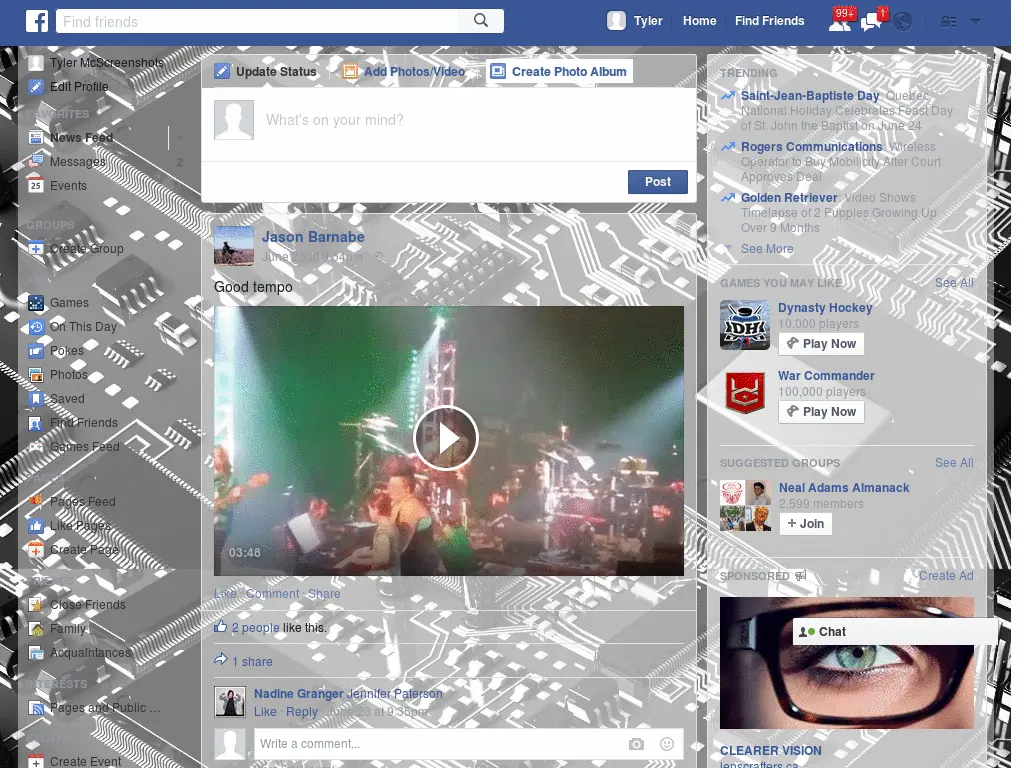 Find friends
Tyler
Home
Find Friends
99+
1
Tyler McScreenshots
Edit Profile
FAVORITES
News Feed
Messages
2
Events
25
GROUPS
Create Group
Games
On This Day
Pokes
Photos
Saved
Find Friends
Games Feed
Pages Feed
Like Pages
Create Page
Close Friends
Family
Acquaintances
INTERESTS
Pages and Public ...
Create Event
Update Status
Add Photos/Video
Create Photo Album
What's on your mind?
Post
Jason Barnabe
Good tempo
03:48
Like · Comment · Share
2 people like this.
1 share
Nadine Granger Jennifer Paterson
Like · Reply · June 23 at 9:35pm
Write a comment...
TRENDING
Saint-Jean-Baptiste Day: Quebec
National Holiday Celebrates Feast Day
of St. John the Baptist on June 24
Rogers Communications: Wireless
Operator to Buy Mobilicity After Court
Approves Deal
Golden Retriever: Video Shows
Timelapse of 2 Puppies Growing Up
Over 9 Months
See More
GAMES YOU MAY LIKE
See All
Dynasty Hockey
10,000 players
Play Now
DH
War Commander
100,000 players
Play Now
SUGGESTED GROUPS
See All
Neal Adams Almanack
2,599 members
+ Join
SPONSORED
Create Ad
Chat
CLEARER VISION
lenscrafters.ca